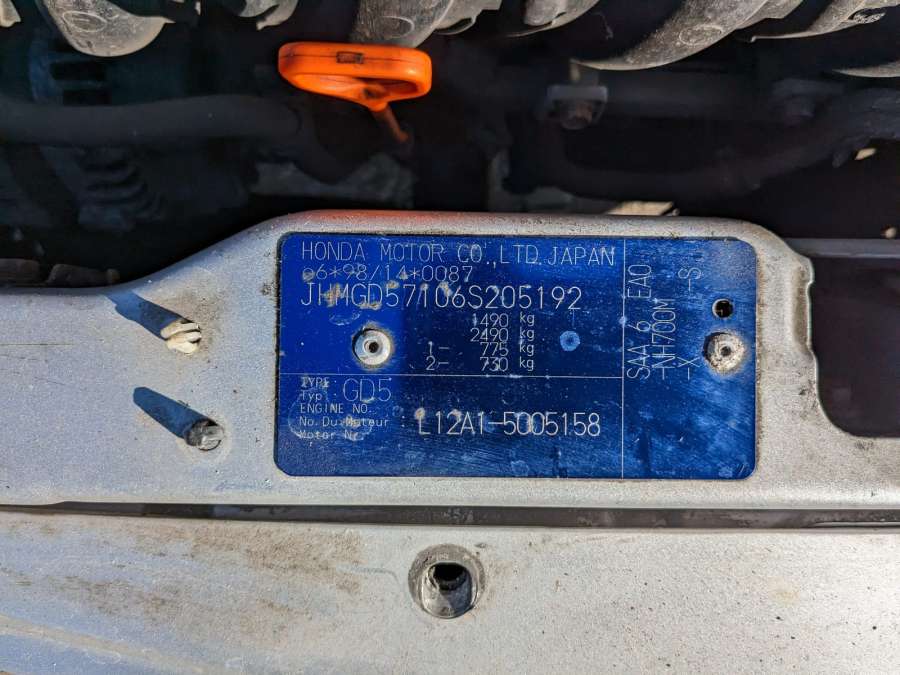 HONDA MOTOR CO.,LTD.JAPAN
e6*98/14*0087
JHMGD57106S205192
1490 kg
2490 kg
1- 775 kg
2- 730 kg
TYPE
Typ
GD5
ENGINE NO.
No.Du.Moteur
Motor Nr.
L12A1-5005158
SAA 6 EAO
-NH700M -S
-X